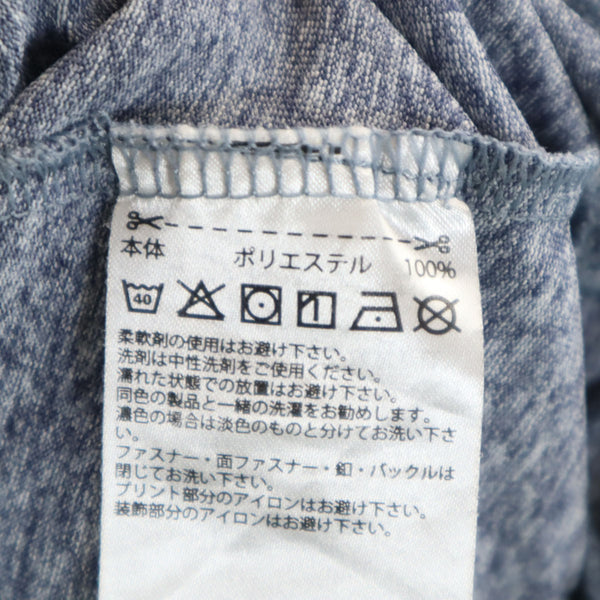 本体 ポリエステル 100%
40
柔軟剤の使用はお避け下さい。
洗剤は中性洗剤をご使用ください。
濡れた状態での放置はお避け下さい。
同色の製品と一緒の洗濯をお勧めします。
濃色の場合は淡色のものと分けてお洗い下さ
い。
ファスナー・面ファスナー・釦・バックルは
閉じてお洗い下さい。
プリント部分のアイロンはお避け下さい。
装飾部分のアイロンはお避け下さい。